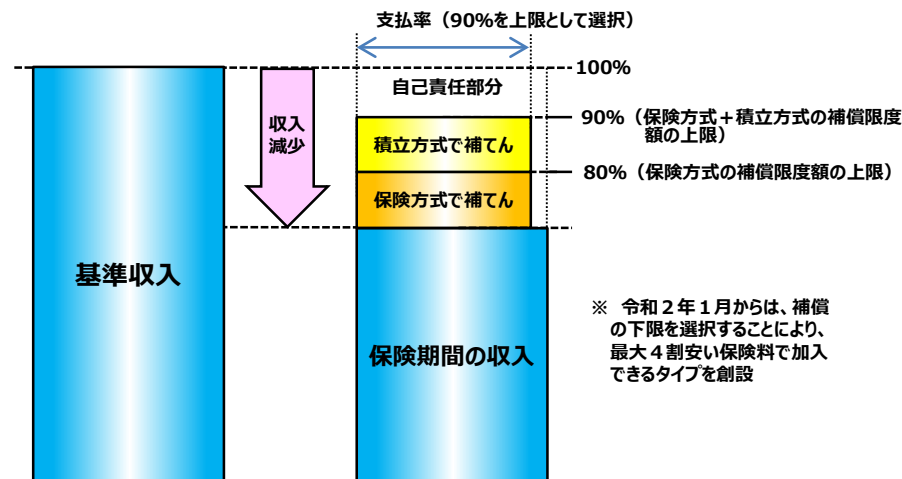 支払率（90%を上限として選択）
100%
自己責任部分
90%（保険方式＋積立方式の補償限度
額の上限）
収入
減少
積立方式で補てん
80%（保険方式の補償限度額の上限）
保険方式で補てん
基準収入
保険期間の収入
※　令和２年１月からは、補償
の下限を選択することにより、
最大４割安い保険料で加入
できるタイプを創設